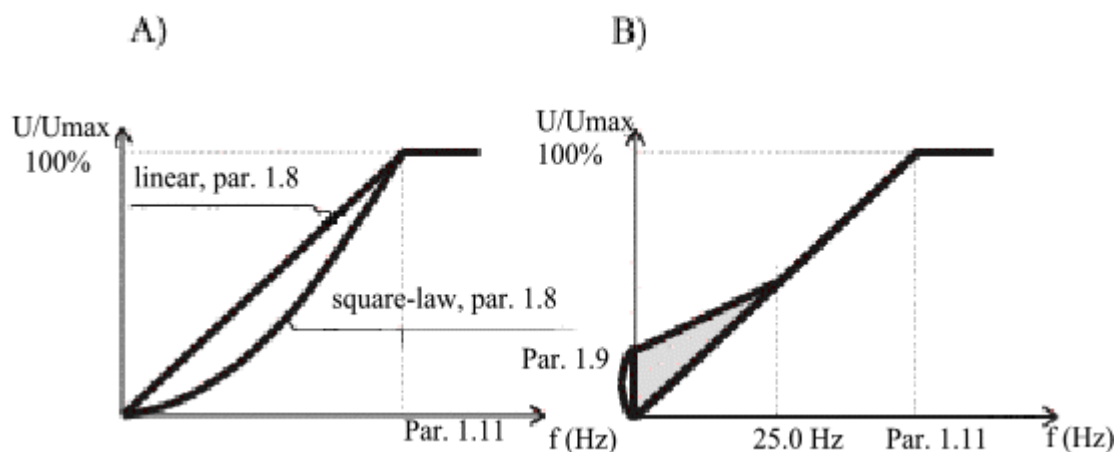 A)
U/Umax
100%
linear, par. 1.8
square-law, par. 1.8
Par. 1.11
f (Hz)
B)
U/Umax
100%
Par. 1.9
25.0 Hz
Par. 1.11
f (Hz)